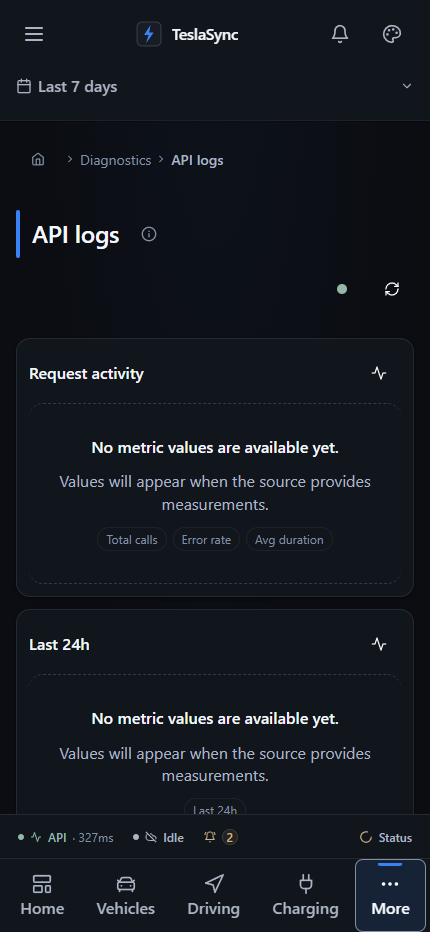 TeslaSync
Last 7 days
Diagnostics API logs
API logs
Request activity
No metric values are available yet.
Values will appear when the source provides
measurements.
Total calls Error rate Avg duration
Last 24h
No metric values are available yet.
Values will appear when the source provides
measurements.
Last 24h
API · 327ms Idle 2 Status
Home Vehicles Driving Charging More